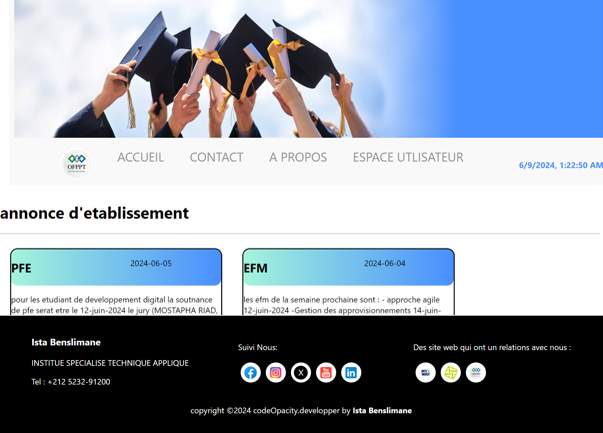 OFPPT
ACCUEIL CONTACT A PROPOS ESPACE UTLISATEUR
6/9/2024, 1:22:50 AM
annonce d'etablissement
PFE 2024-06-05
pour les etudiant de developpement digital la soutnance
de pfe serat etre le 12-juin-2024 le jury (MOSTAPHA RIAD,
EFM 2024-06-04
les efm de la semaine prochaine sont : - approche agile
12-juin-2024 -Gestion des approvisionnements 14-juin-
Ista Benslimane
INSTITUE SPECIALISE TECHNIQUE APPLIQUE
Tel : +212 5232-91200
Suivi Nous:
Des site web qui ont un relations avec nous :
copyright ©2024 codeOpacity.developper by Ista Benslimane